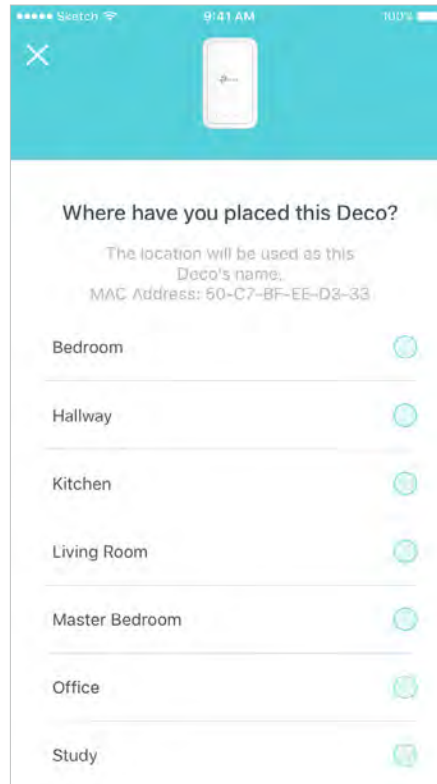 Sketch 9:41 AM 100%
Where have you placed this Deco?
The location will be used as this
Deco's name.
MAC Address: 50-C7-BF-EE-D3-33
Bedroom
Hallway
Kitchen
Living Room
Master Bedroom
Office
Study